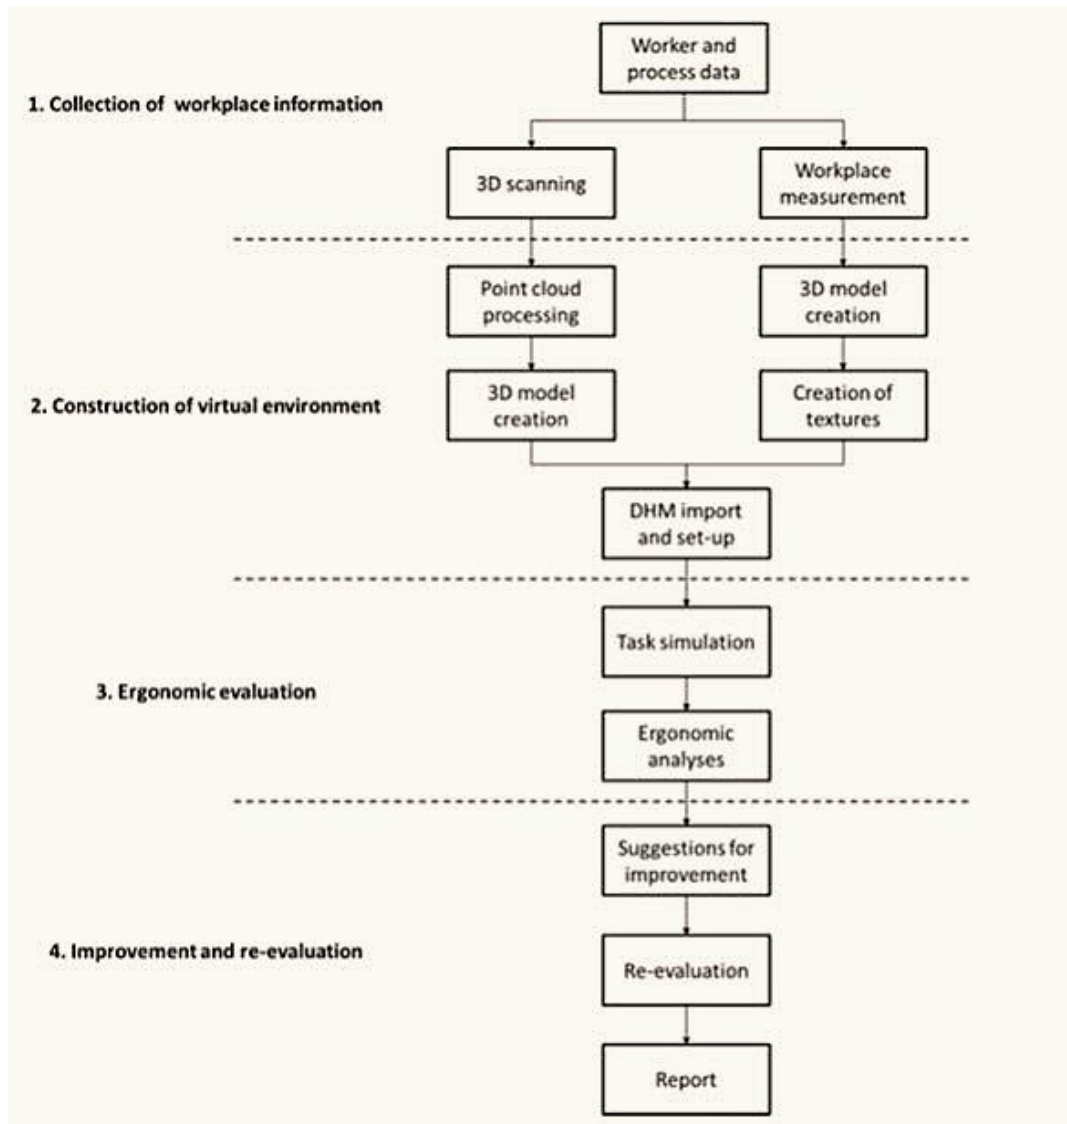 Worker and
process data
1. Collection of workplace information
3D scanning
Workplace
measurement
Point cloud
processing
3D model
creation
2. Construction of virtual environment
3D model
creation
Creation of
textures
DHM import
and set-up
Task simulation
3. Ergonomic evaluation
Ergonomic
analyses
Suggestions for
improvement
4. Improvement and re-evaluation
Re-evaluation
Report